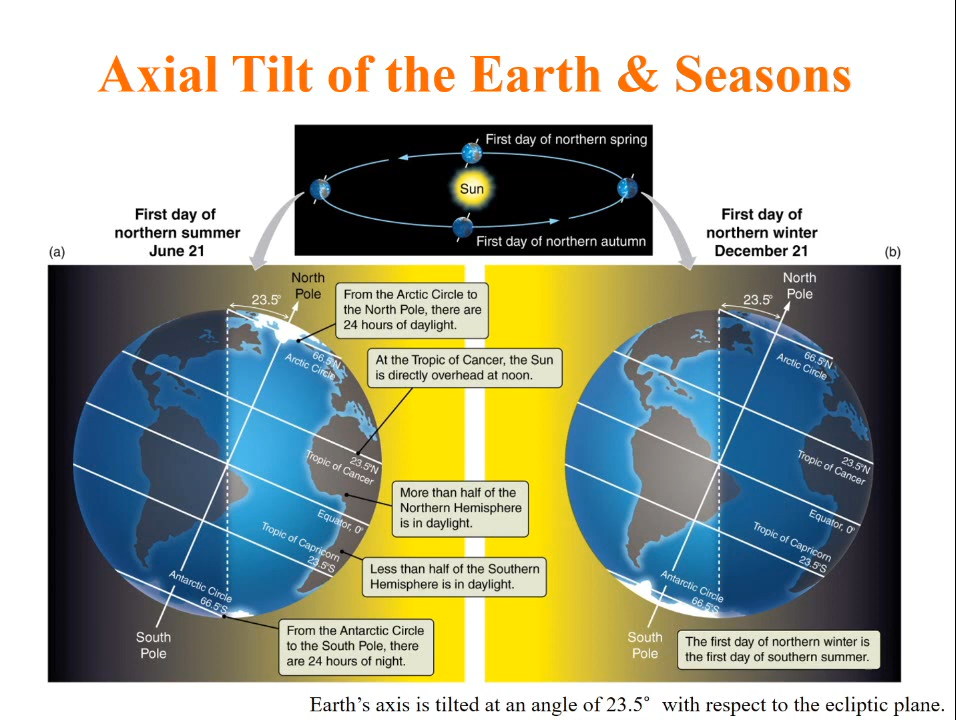 Axial Tilt of the Earth & Seasons
First day of northern spring
Sun
First day of northern autumn
First day of
northern summer
June 21
(a)
First day of
northern winter
December 21
(b)
North
Pole
23.5°
From the Arctic Circle to
the North Pole, there are
24 hours of daylight.
66.5°N
Arctic Circle
At the Tropic of Cancer, the Sun
is directly overhead at noon.
23.5°N
Tropic of Cancer
More than half of the
Northern Hemisphere
is in daylight.
Equator, 0°
Tropic of Capricorn
23.5°S
Less than half of the Southern
Hemisphere is in daylight.
Antarctic Circle
66.5°S
From the Antarctic Circle
to the South Pole, there
are 24 hours of night.
South
Pole
North
Pole
23.5°
66.5°N
Arctic Circle
23.5°N
Tropic of Cancer
Equator, 0°
Tropic of Capricorn
23.5°S
Antarctic Circle
66.5°S
South
Pole
The first day of northern winter is
the first day of southern summer.
Earth’s axis is tilted at an angle of 23.5° with respect to the ecliptic plane.